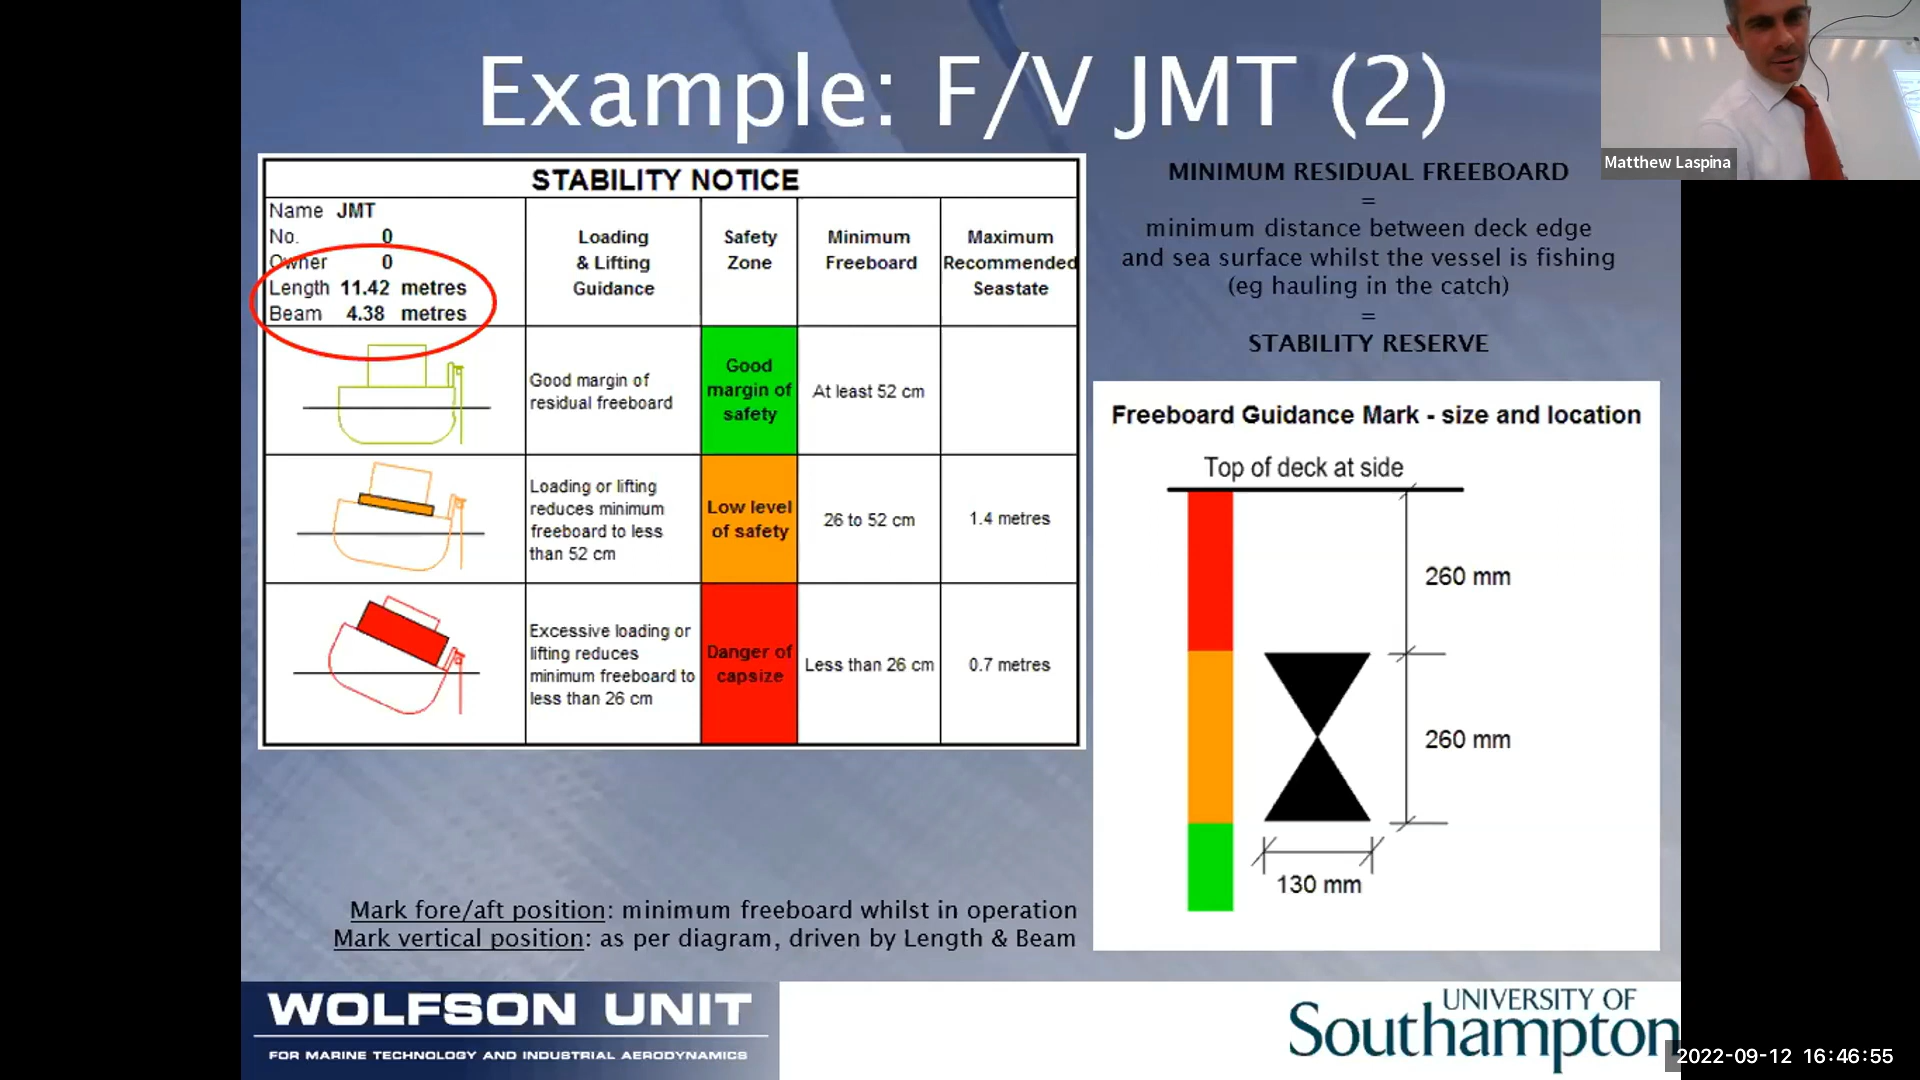 Example: F/V JMT (2)
Matthew Laspina
STABILITY NOTICE
Name JMT
No. 0
Owner 0
Length 11.42 metres
Beam 4.38 metres
Loading
& Lifting
Guidance
Safety
Zone
Minimum
Freeboard
Maximum
Recommended
Seastate
Good margin of
residual freeboard
Good
margin of
safety
At least 52 cm
Loading or lifting
reduces minimum
freeboard to less
than 52 cm
Low level
of safety
26 to 52 cm
1.4 metres
Excessive loading or
lifting reduces
minimum freeboard to
less than 26 cm
Danger of
capsize
Less than 26 cm
0.7 metres
MINIMUM RESIDUAL FREEBOARD
=
minimum distance between deck edge
and sea surface whilst the vessel is fishing
(eg hauling in the catch)
=
STABILITY RESERVE
Freeboard Guidance Mark - size and location
Top of deck at side
260 mm
260 mm
130 mm
Mark fore/aft position: minimum freeboard whilst in operation
Mark vertical position: as per diagram, driven by Length & Beam
WOLFSON UNIT
FOR MARINE TECHNOLOGY AND INDUSTRIAL AERODYNAMICS
UNIVERSITY OF
Southampton
2022-09-12 16:46:55